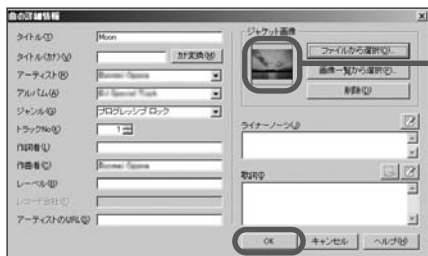 曲の詳細情報
タイトル(T)
Moon
タイトル(カナ)(V)
カナ変換(M)
アーティスト(R)
アルバム(A)
ジャンル(G)
プログレッシブ ロック
トラックNo(K)
1
作詞者(L)
作曲者(C)
レーベル(B)
レコード会社(E)
アーティストのURL(S)
ジャケット画像
ファイルから選択(O)...
画像一覧から選択(P)...
削除(D)
ライナーノーツ(J)
歌詞(I)
OK
キャンセル
ヘルプ(H)